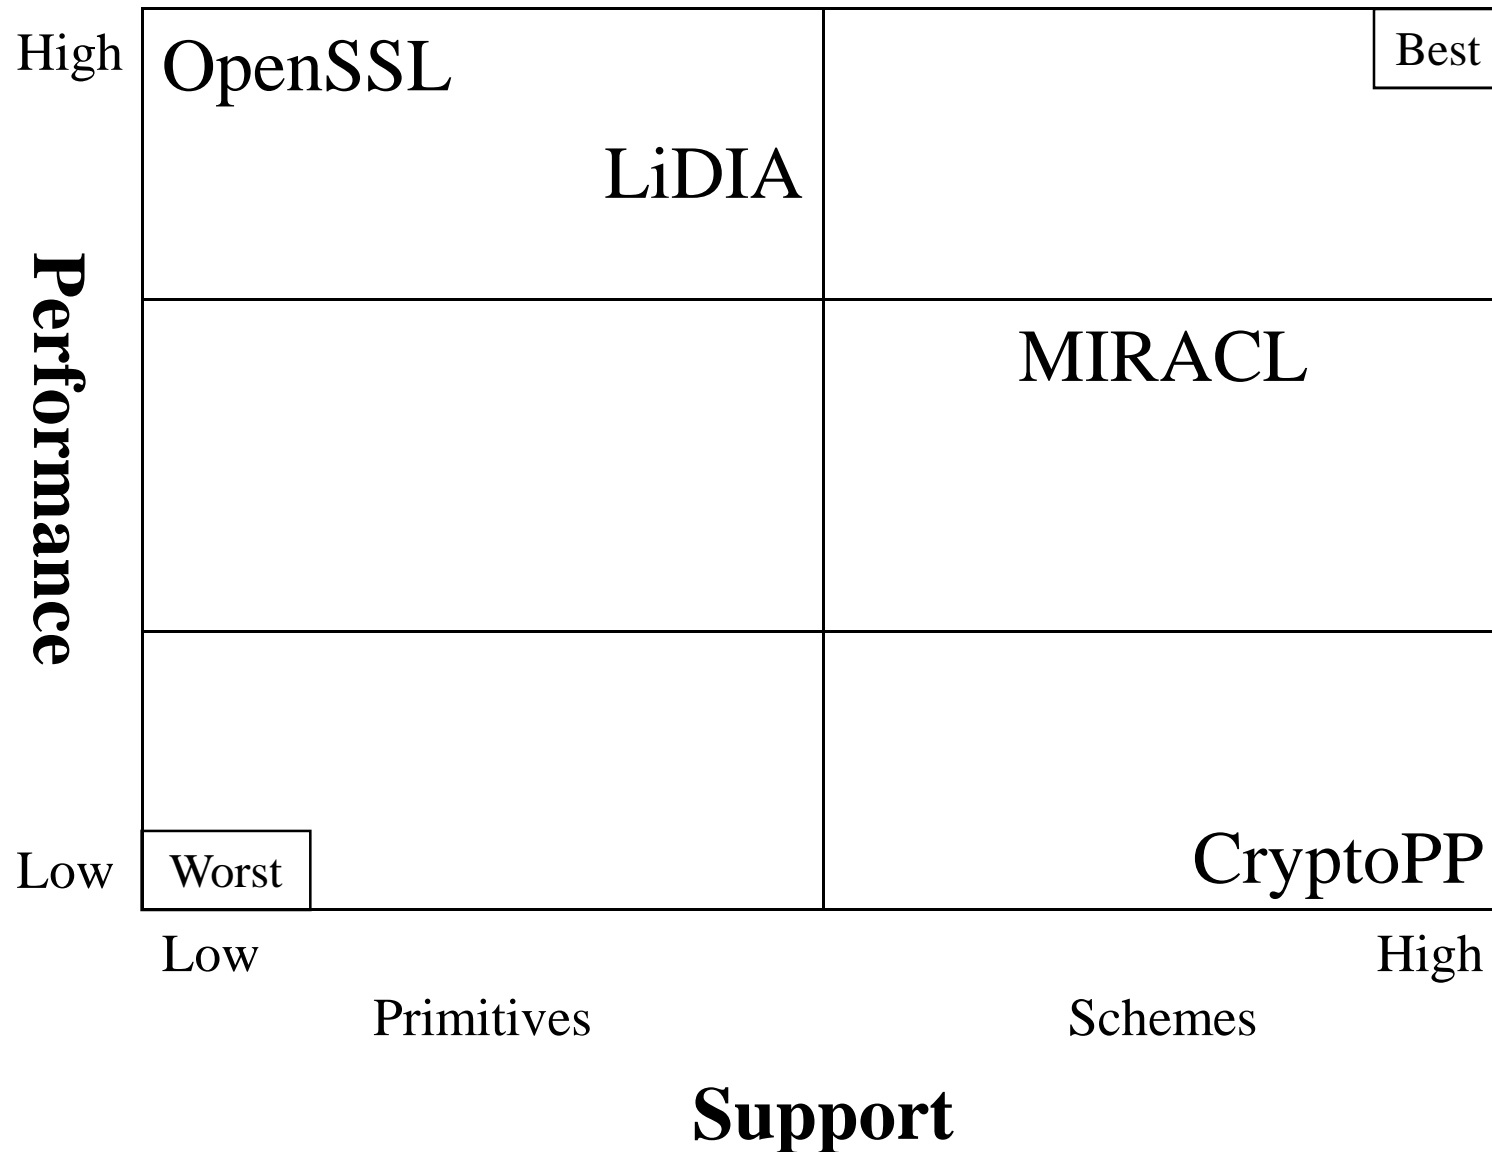 High
OpenSSL
Best
LiDIA
Performance
MIRACL
CryptoPP
Low
Worst
Low
High
Primitives
Schemes
Support